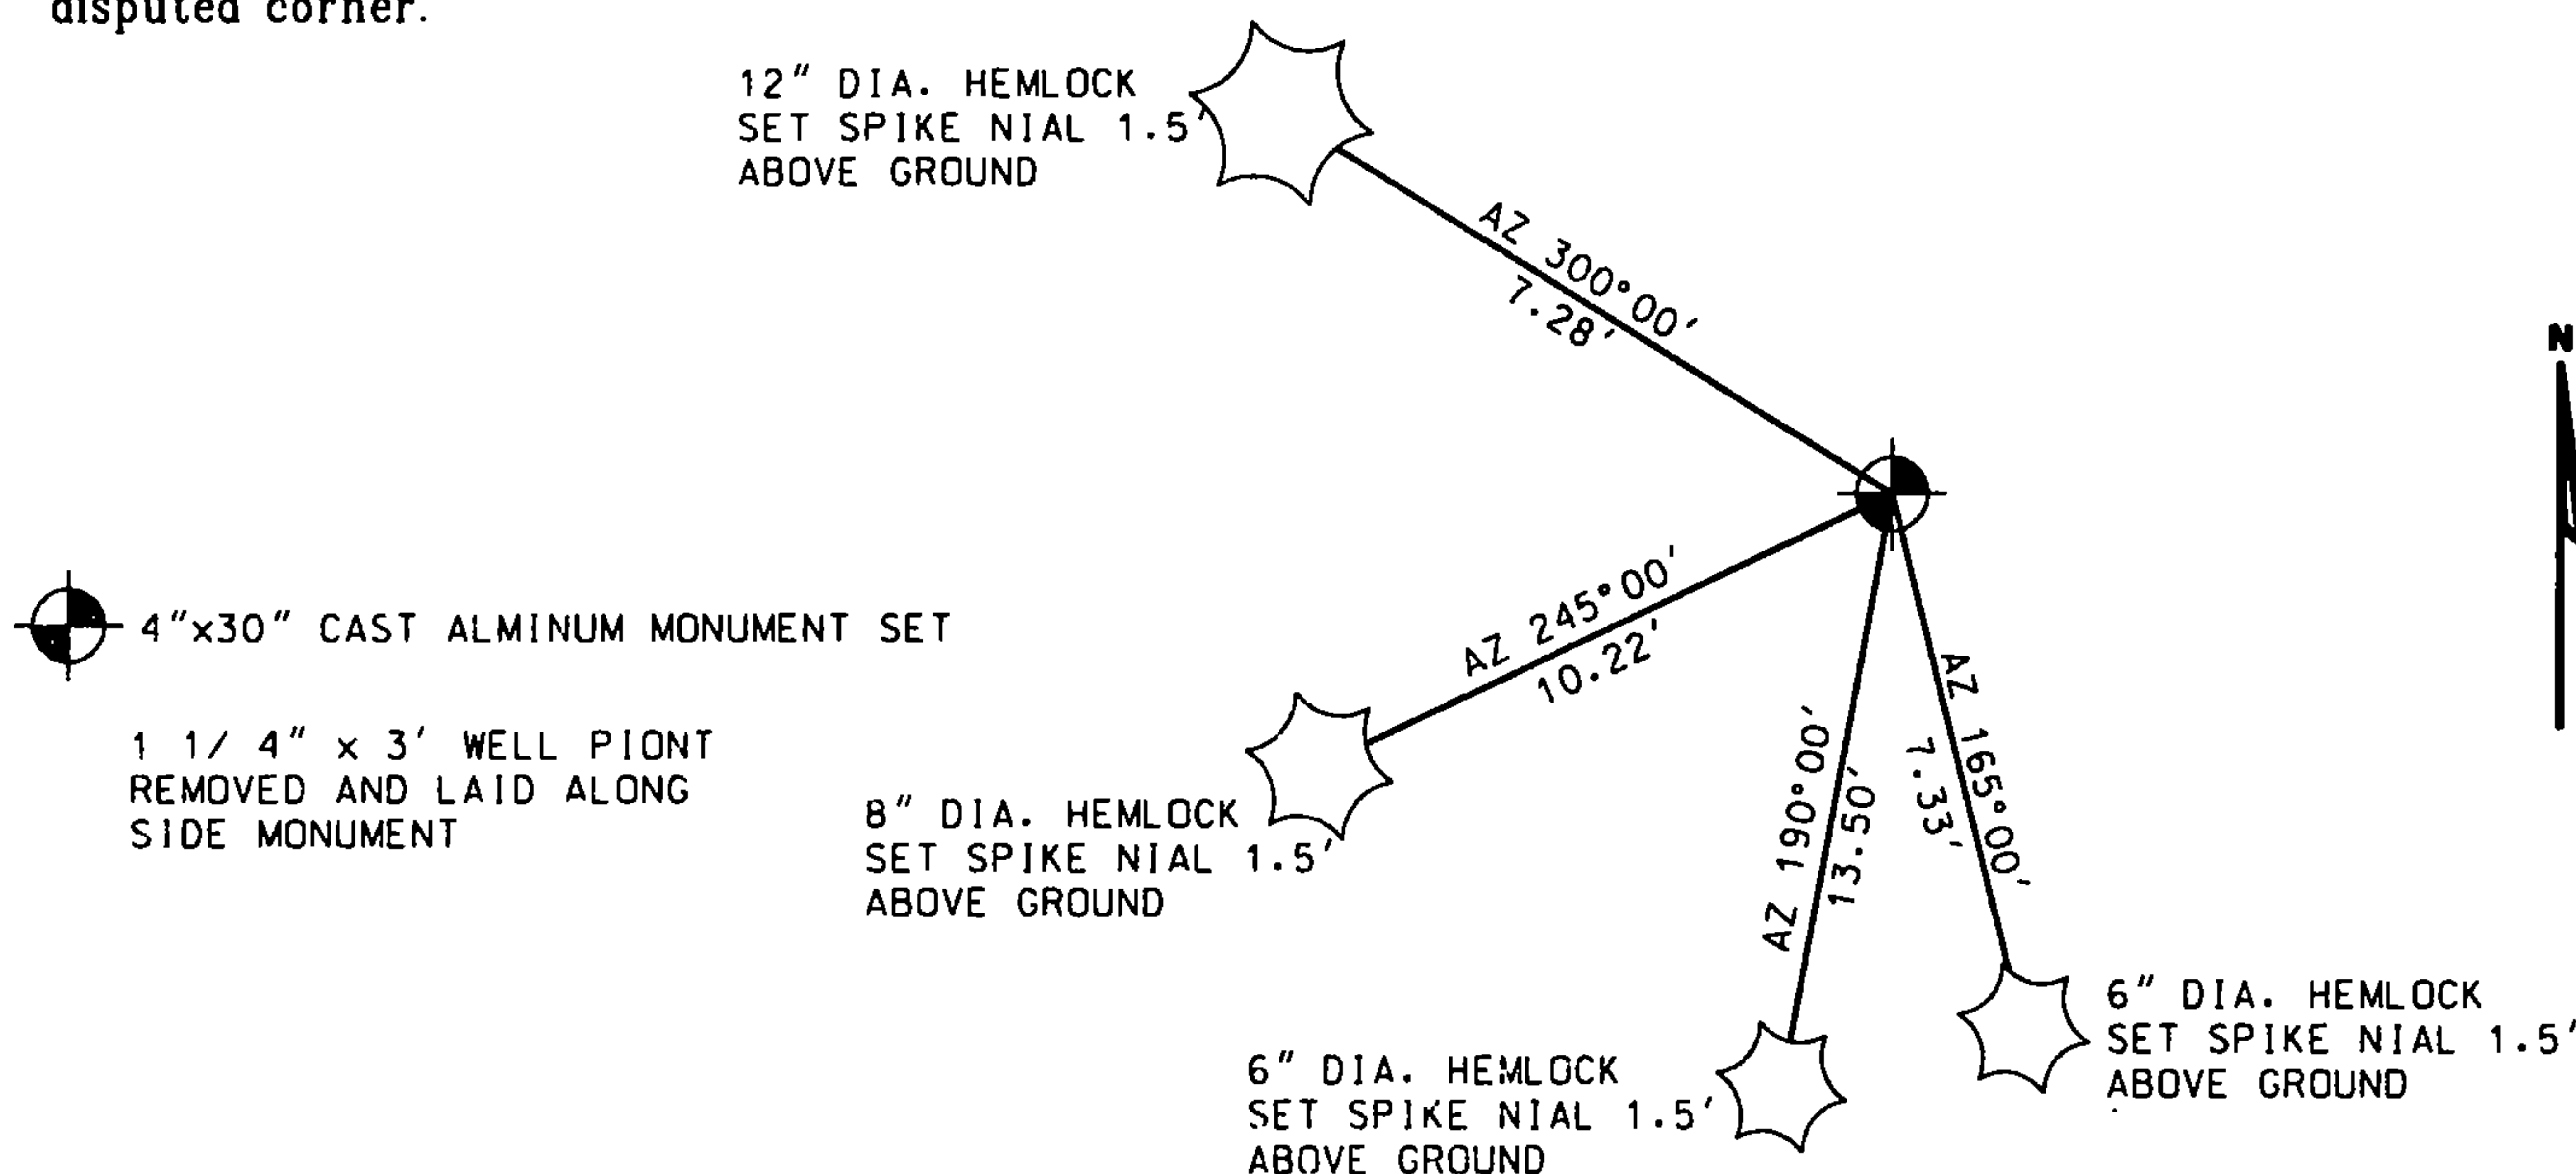 disputed corner.
12" DIA. HEMLOCK
SET SPIKE NIAL 1.5'
ABOVE GROUND
AZ 300°00'
7.28'
N
AZ 245°00'
10.22'
4"x30" CAST ALMINUM MONUMENT SET
1 1/ 4" x 3' WELL PIONT
REMOVED AND LAID ALONG
SIDE MONUMENT
8" DIA. HEMLOCK
SET SPIKE NIAL 1.5'
ABOVE GROUND
AZ 190°00'
13.50'
AZ 165°00'
7.33'
6" DIA. HEMLOCK
SET SPIKE NIAL 1.5'
ABOVE GROUND
6" DIA. HEMLOCK
SET SPIKE NIAL 1.5'
ABOVE GROUND